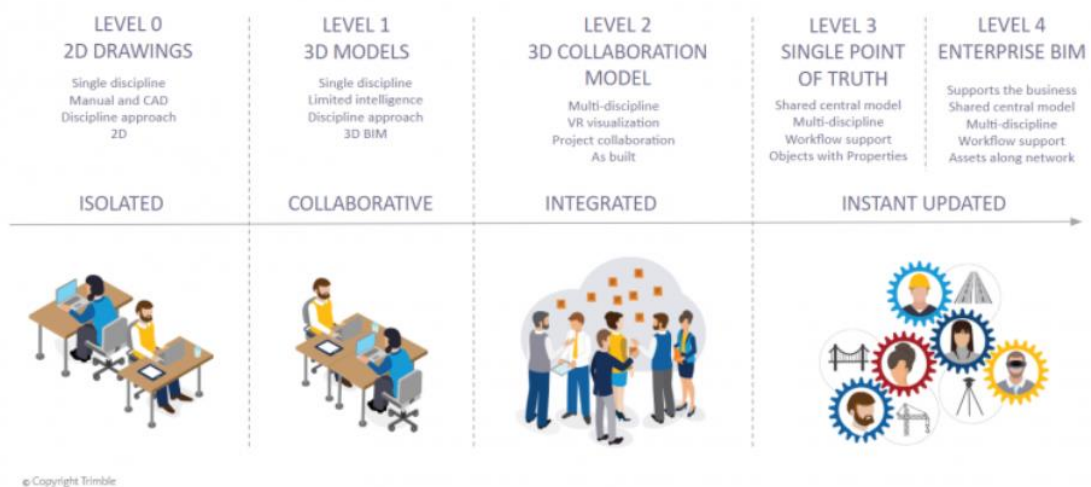 LEVEL 0
2D DRAWINGS
Single discipline
Manual and CAD
Discipline approach
2D
LEVEL 1
3D MODELS
Single discipline
Limited intelligence
Discipline approach
3D BIM
LEVEL 2
3D COLLABORATION
MODEL
Multi-discipline
VR visualization
Project collaboration
As built
LEVEL 3
SINGLE POINT
OF TRUTH
Shared central model
Multi-discipline
Workflow support
Objects with Properties
LEVEL 4
ENTERPRISE BIM
Supports the business
Shared central model
Multi-discipline
Workflow support
Assets along network
ISOLATED
COLLABORATIVE
INTEGRATED
INSTANT UPDATED
© Copyright Trimble